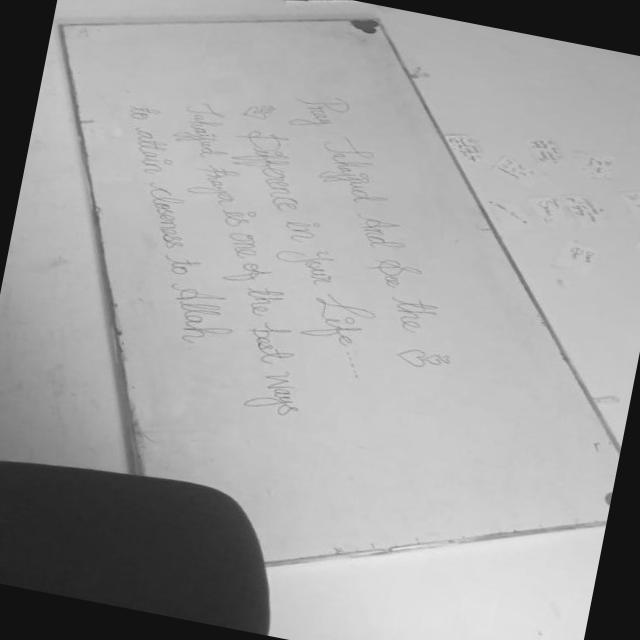 Pray Tahajjud and See the
Difference in Your Life....
Tahajjud prayer is one of the best ways
to attain closeness to Allah